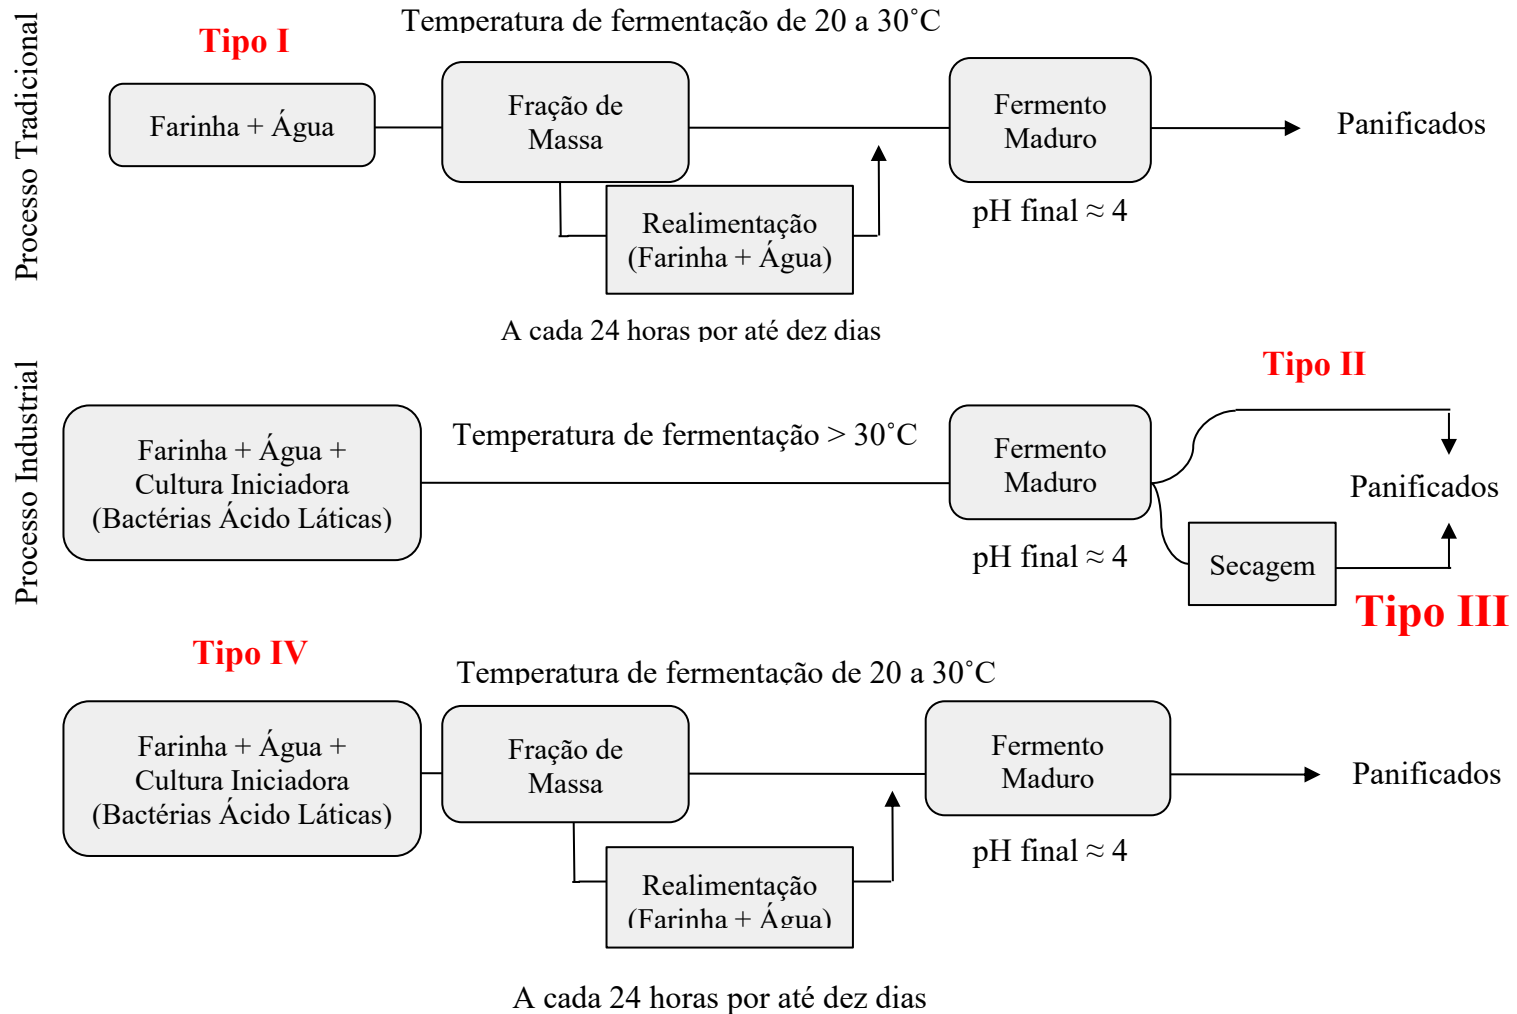 Processo Tradicional
Tipo I
Temperatura de fermentação de 20 a 30˚C
Farinha + Água
Fração de
Massa
Realimentação
(Farinha + Água)
A cada 24 horas por até dez dias
Fermento
Maduro
pH final ≈ 4
Panificados
Processo Industrial
Farinha + Água +
Cultura Iniciadora
(Bactérias Ácido Láticas)
Temperatura de fermentação > 30˚C
Fermento
Maduro
pH final ≈ 4
Tipo II
Panificados
Secagem
Tipo III
Tipo IV
Temperatura de fermentação de 20 a 30˚C
Farinha + Água +
Cultura Iniciadora
(Bactérias Ácido Láticas)
Fração de
Massa
Realimentação
(Farinha + Água)
A cada 24 horas por até dez dias
Fermento
Maduro
pH final ≈ 4
Panificados